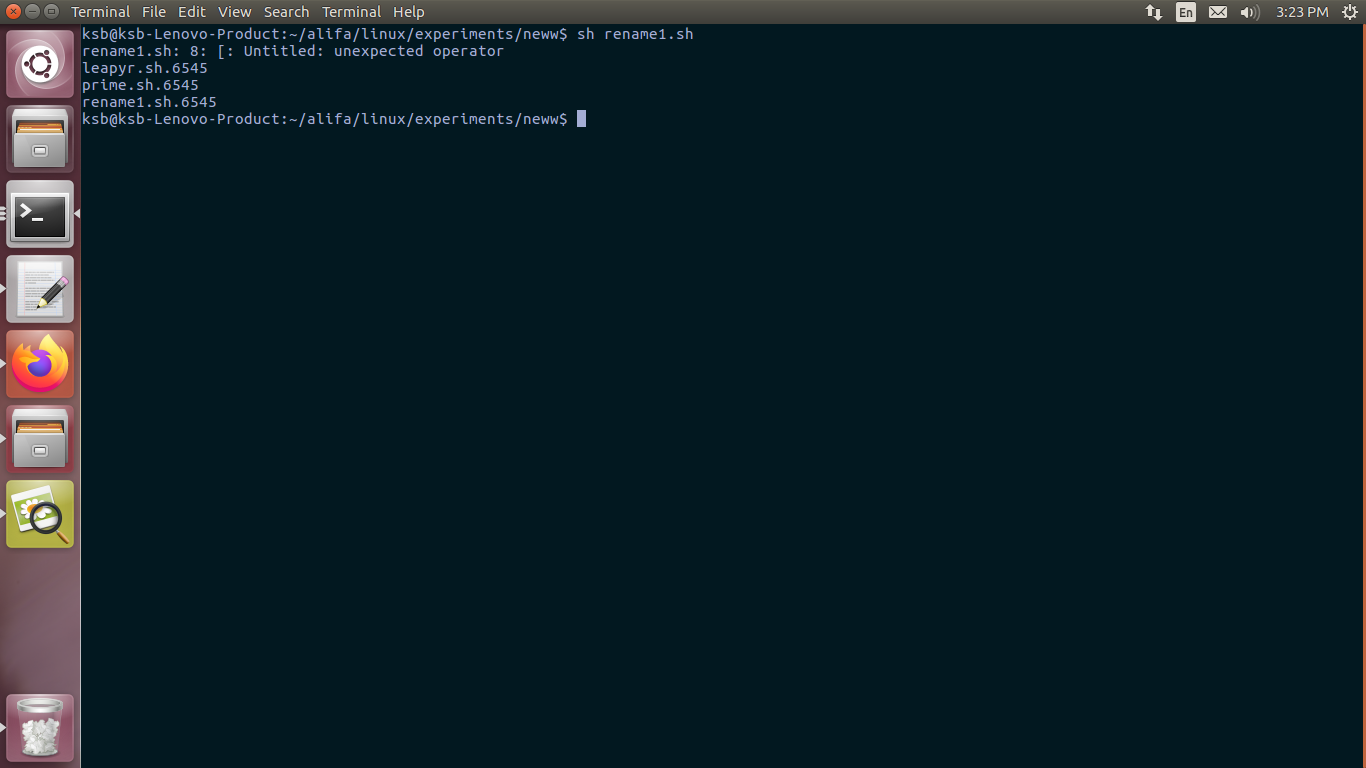 Terminal File Edit View Search Terminal Help En 3:23 PM
ksb@ksb-Lenovo-Product:~/alifa/linux/experiments/neww$ sh rename1.sh
rename1.sh: 8: [: Untitled: unexpected operator
leapyr.sh.6545
prime.sh.6545
rename1.sh.6545
ksb@ksb-Lenovo-Product:~/alifa/linux/experiments/neww$
>_